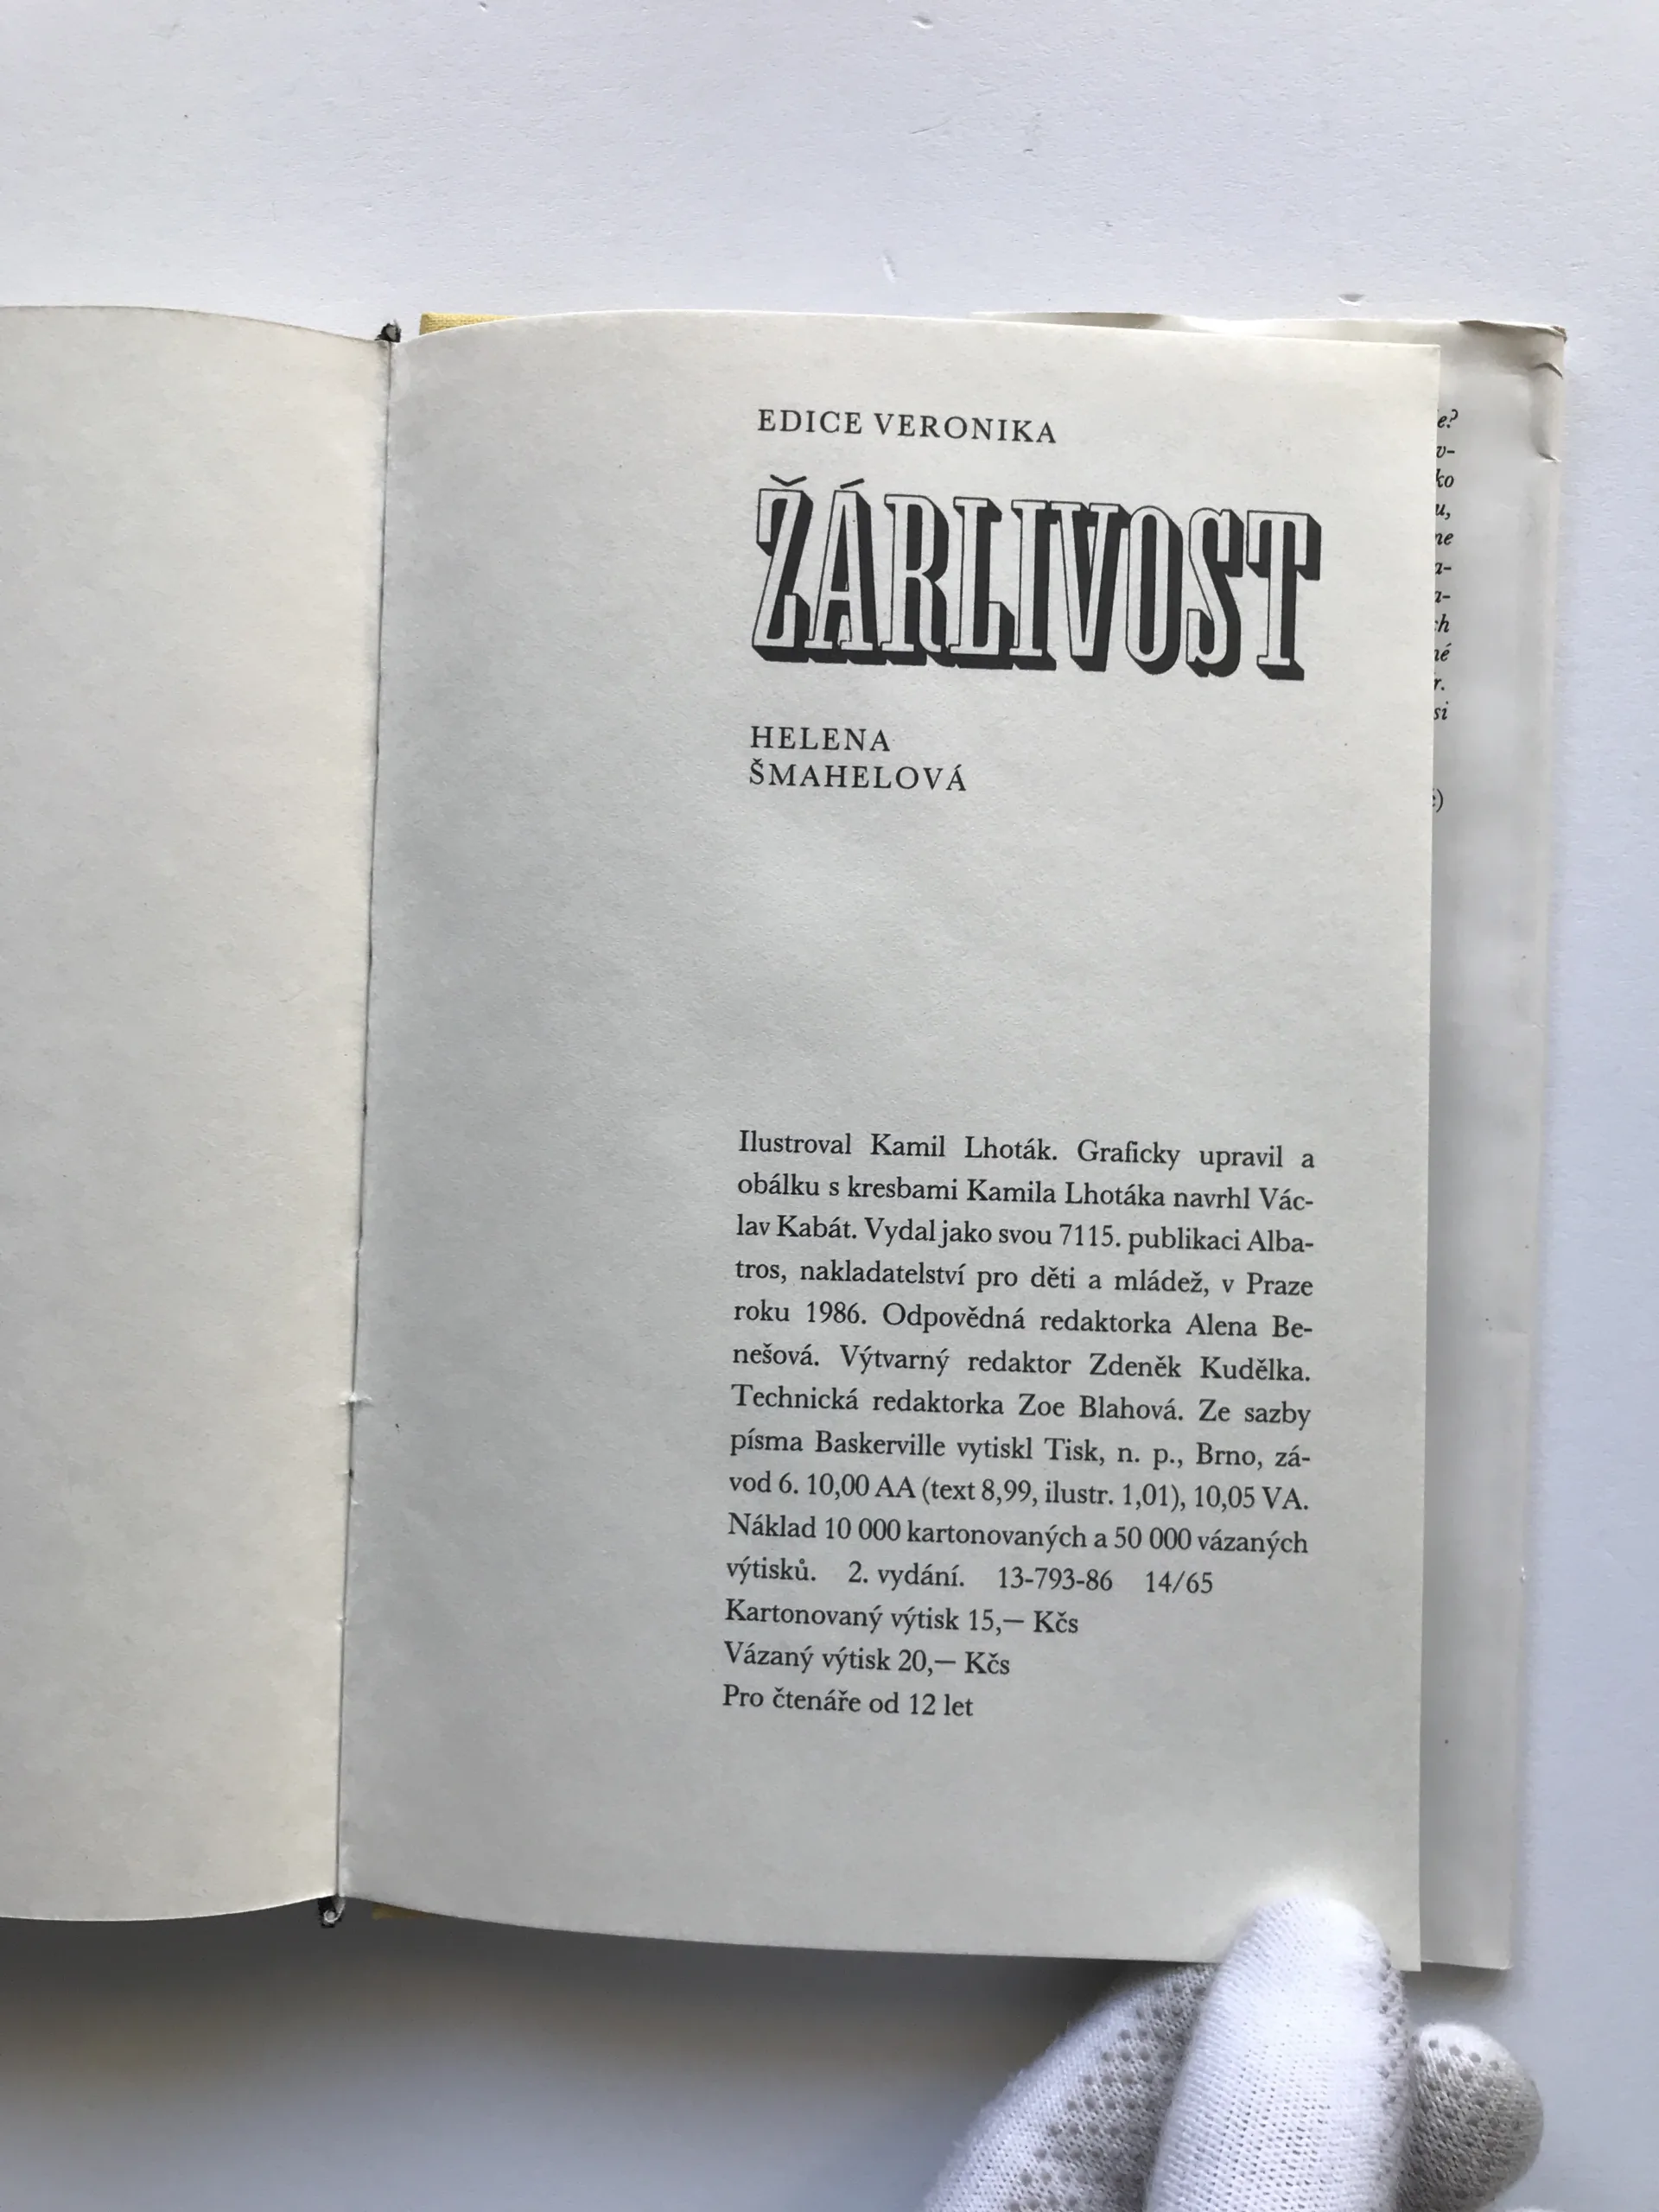 EDICE VERONIKA
ŽÁRLIVOST
HELENA
ŠMAHELOVÁ
Ilustroval Kamil Lhoták. Graficky upravil a
obálku s kresbami Kamila Lhotáka navrhl Vác-
lav Kabát. Vydal jako svou 7115. publikaci Alba-
tros, nakladatelství pro děti a mládež, v Praze
roku 1986. Odpovědná redaktorka Alena Be-
nešová. Výtvarný redaktor Zdeněk Kudělka.
Technická redaktorka Zoe Blahová. Ze sazby
písma Baskerville vytiskl Tisk, n. p., Brno, zá-
vod 6. 10,00 AA (text 8,99, ilustr. 1,01), 10,05 VA.
Náklad 10 000 kartonovaných a 50 000 vázaných
výtisků. 2. vydání. 13-793-86 14/65
Kartonovaný výtisk 15,— Kčs
Vázaný výtisk 20,— Kčs
Pro čtenáře od 12 let